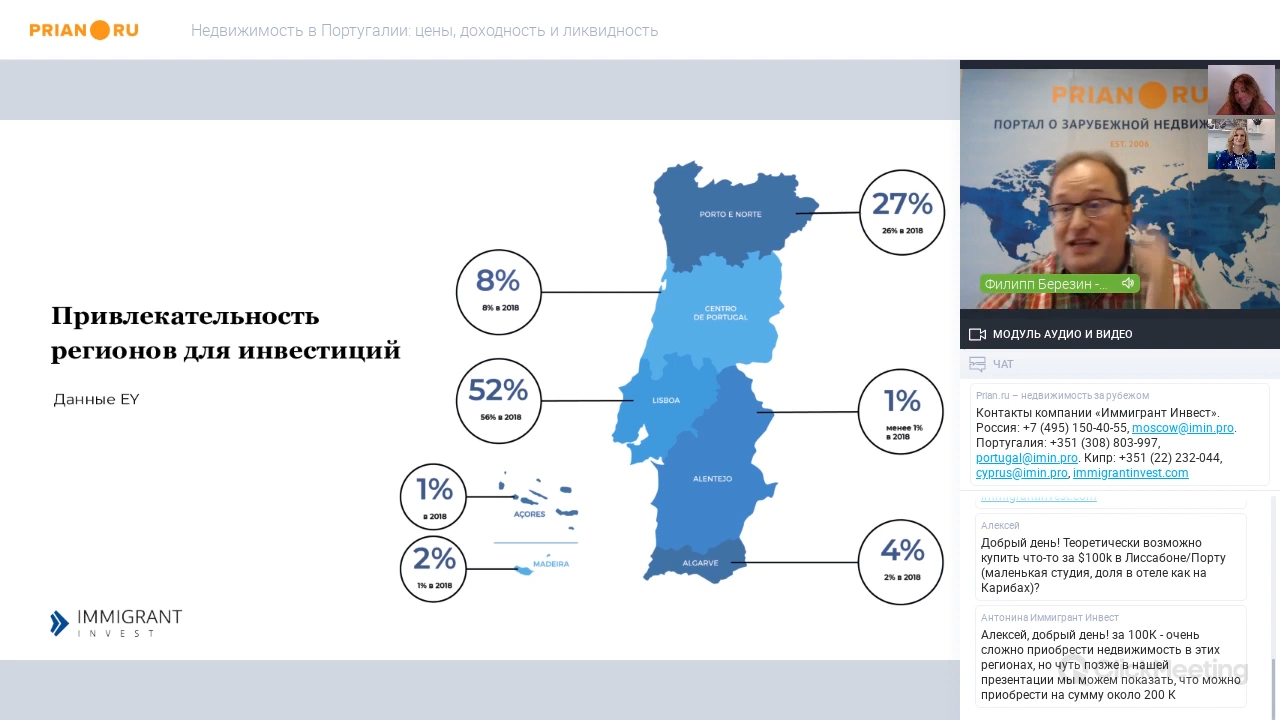 PRIAN RU
Недвижимость в Португалии: цены, доходность и ликвидность
Привлекательность
регионов для инвестиций
Данные EY
IMMIGRANT
INVEST
PORTO E NORTE
27%
26% в 2018
8%
8% в 2018
CENTRO
DE PORTUGAL
52%
56% в 2018
LISBOA
1%
менее 1%
в 2018
ALENTEJO
1%
в 2018
AÇORES
2%
1% в 2018
MADEIRA
ALGARVE
4%
2% в 2018
PRIAN RU
ПОРТАЛ О ЗАРУБЕЖНОЙ НЕДВИЖ
EST. 2006
Филипп Березин -...
МОДУЛЬ АУДИО И ВИДЕО
ЧАТ
Prian.ru – недвижимость за рубежом
Контакты компании «Иммигрант Инвест».
Россия: +7 (495) 150-40-55, moscow@imin.pro.
Португалия: +351 (308) 803-997,
portugal@imin.pro. Кипр: +351 (22) 232-044,
cyprus@imin.pro, immigrantinvest.com
immigrantinvest.com
Алексей
Добрый день! Теоретически возможно
купить что-то за $100k в Лиссабоне/Порту
(маленькая студия, доля в отеле как на
Карибах)?
Антонина Иммигрант Инвест
Алексей, добрый день! за 100К - очень
сложно приобрести недвижимость в этих
регионах, но чуть позже в нашей
презентации мы можем показать, что можно
приобрести на сумму около 200 К
ClickMeeting